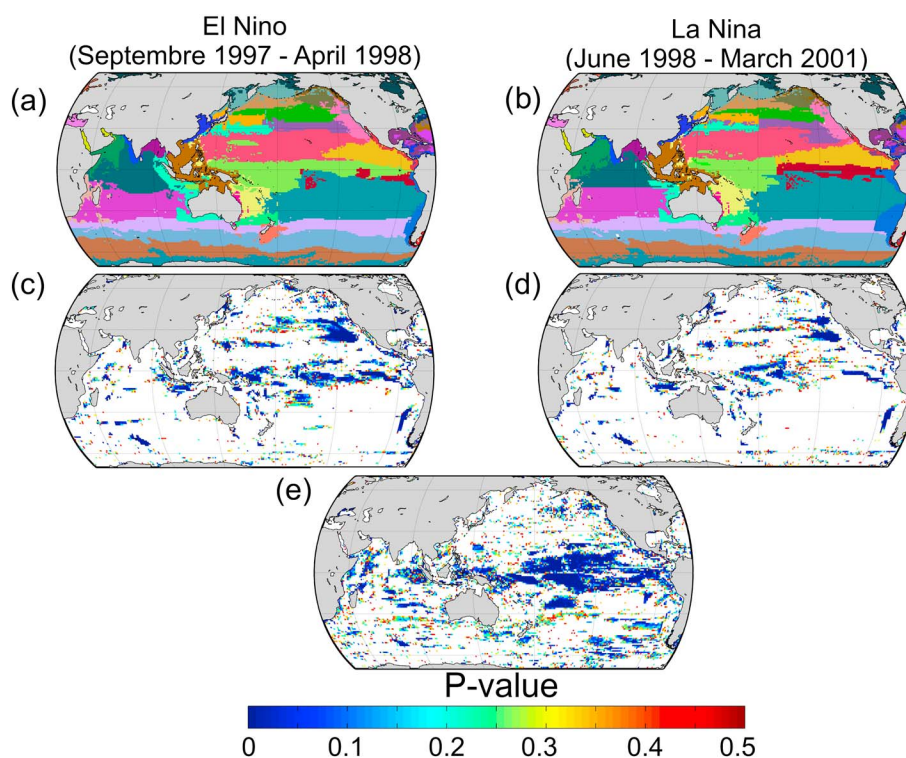 El Nino
(Septembre 1997 - April 1998)
La Nina
(June 1998 - March 2001)
(a)
(b)
(c)
(d)
(e)
P-value
0
0.1
0.2
0.3
0.4
0.5